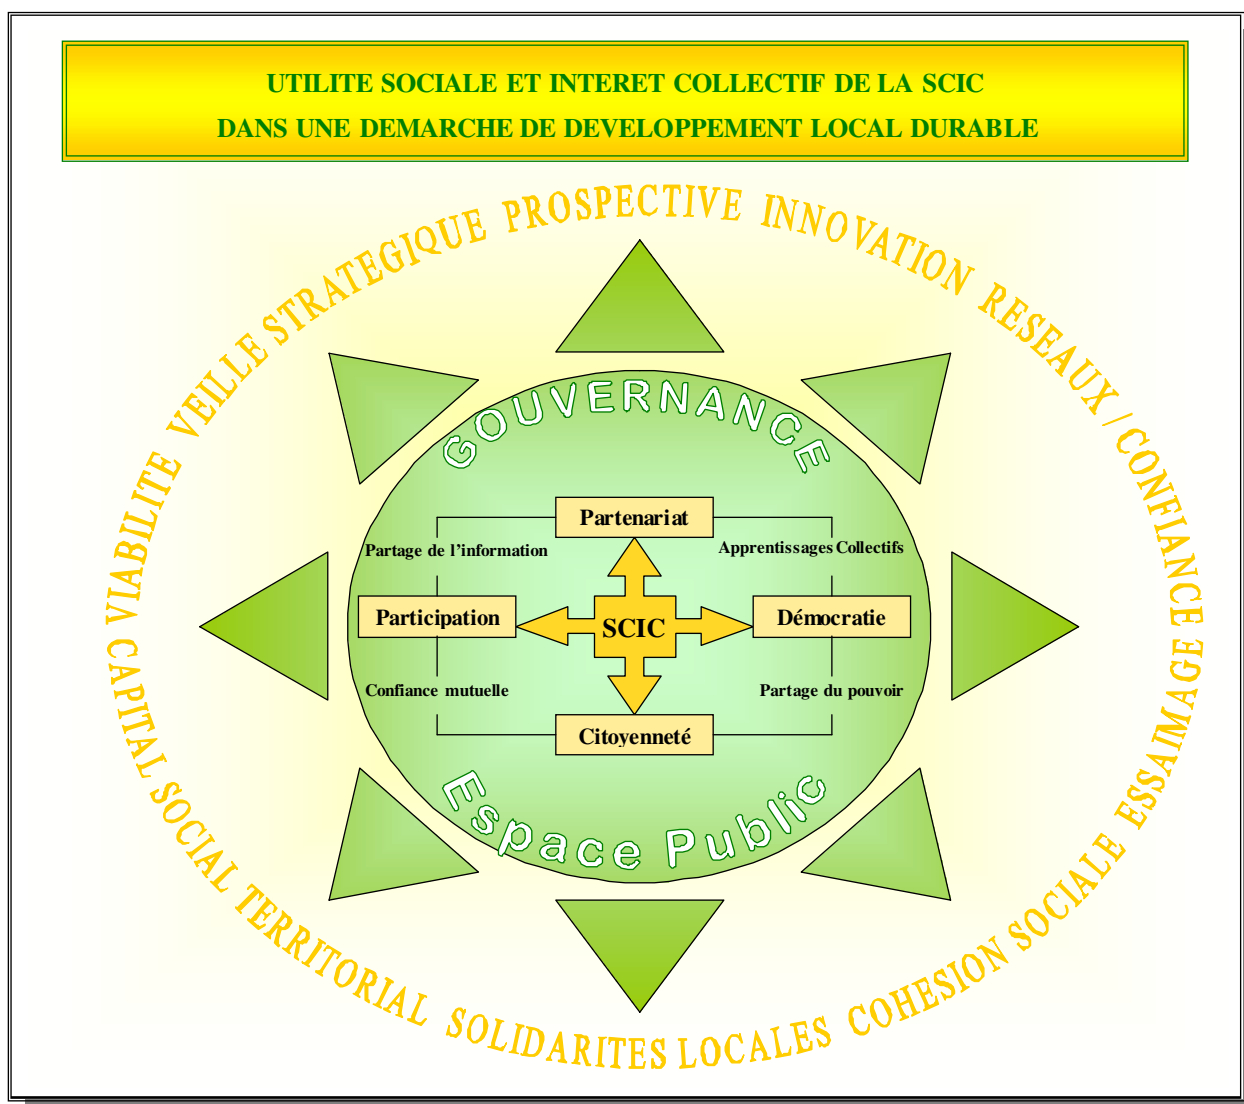 UTILITE SOCIALE ET INTERET COLLECTIF DE LA SCIC
DANS UNE DEMARCHE DE DEVELOPPEMENT LOCAL DURABLE
VIABILITE VEILLE STRATEGIQUE PROSPECTIVE INNOVATION RESEAUX / CONFIANCE
GOUVERNANCE
Partenariat
Partage de l’information
Apprentissages Collectifs
Participation
SCIC
Démocratie
Confiance mutuelle
Partage du pouvoir
Citoyenneté
Espace Public
CAPITAL SOCIAL TERRITORIAL SOLIDARITES LOCALES COHESION SOCIALE ESSAIMAGE